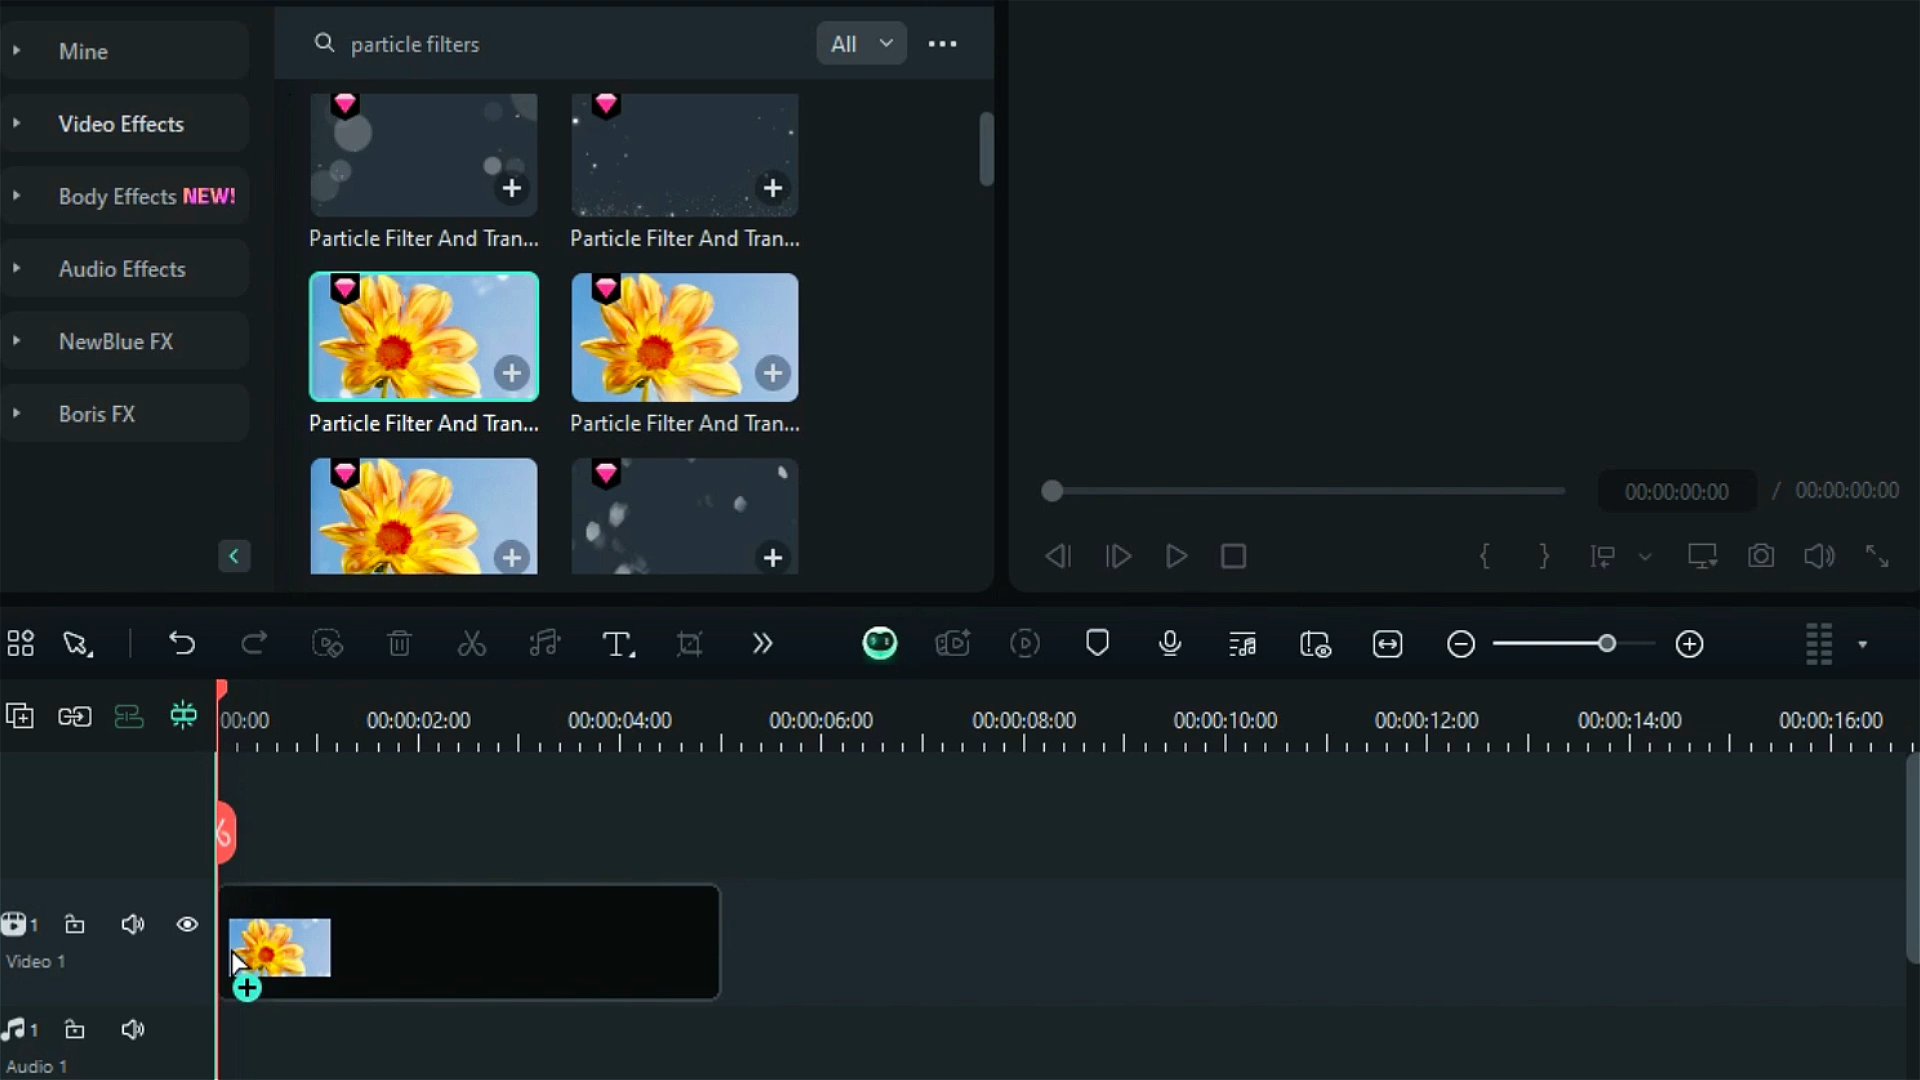 Mine
Video Effects
Body Effects NEW!
Audio Effects
NewBlue FX
Boris FX
particle filters
All
Particle Filter And Tran...
Particle Filter And Tran...
Particle Filter And Tran...
Particle Filter And Tran...
00:00:00:00 / 00:00:00:00
00:00
00:00:02:00
00:00:04:00
00:00:06:00
00:00:08:00
00:00:10:00
00:00:12:00
00:00:14:00
00:00:16:00
1
Video 1
1
Audio 1